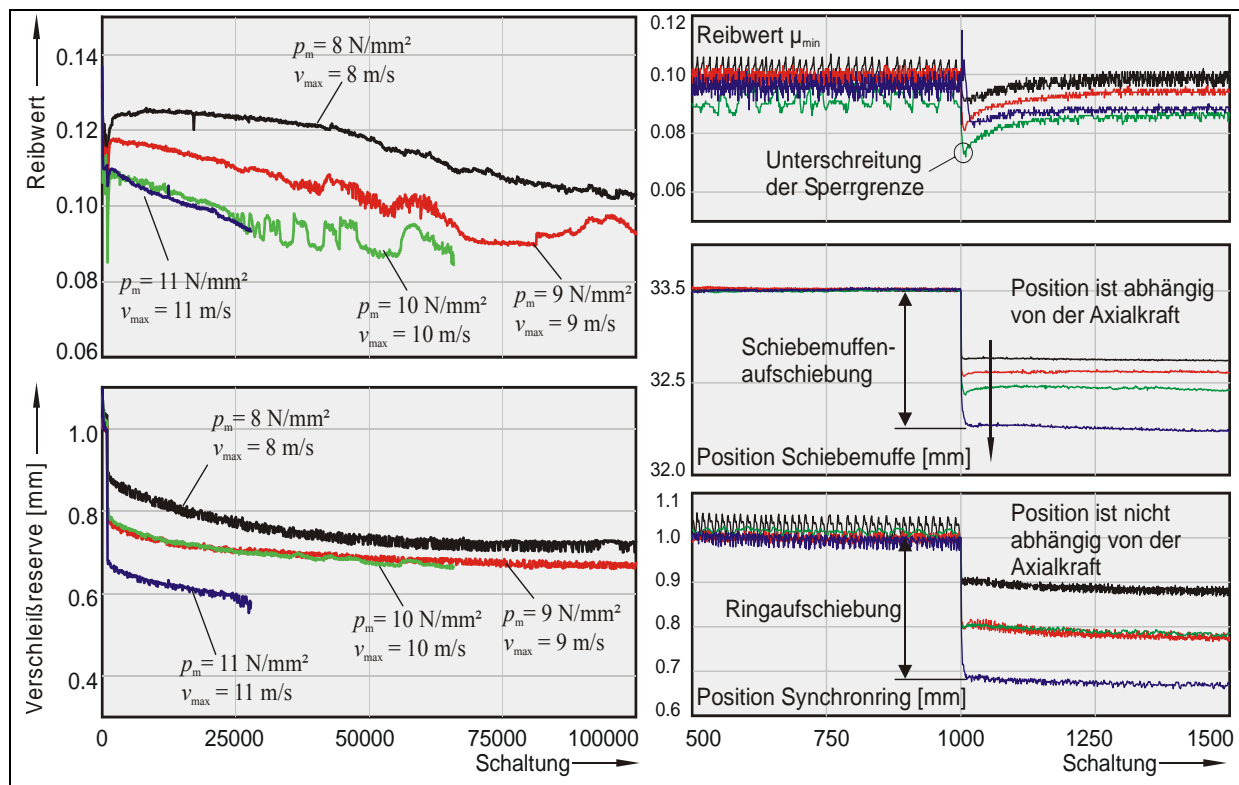 Reibwert
0.14
0.12
0.10
0.08
0.06
pm= 8 N/mm²
vmax= 8 m/s
pm= 11 N/mm²
vmax= 11 m/s
pm= 10 N/mm²
vmax= 10 m/s
pm= 9 N/mm²
vmax= 9 m/s
Verschleißreserve [mm]
1.0
0.8
0.6
0.4
pm= 8 N/mm²
vmax= 8 m/s
pm= 11 N/mm²
vmax= 11 m/s
pm= 10 N/mm²
vmax= 10 m/s
pm= 9 N/mm²
vmax= 9 m/s
0
25000
50000
75000
100000
Schaltung
0.12
0.10
0.08
0.06
Reibwert µmin
Unterschreitung
der Sperrgrenze
33.5
32.5
32.0
Position ist abhängig
von der Axialkraft
Schiebemuffen-
aufschiebung
Position Schiebemuffe [mm]
1.1
1.0
0.9
0.8
0.7
0.6
Position ist nicht
abhängig von der
Axialkraft
Ringaufschiebung
Position Synchronring [mm]
500
750
1000
1250
1500
Schaltung